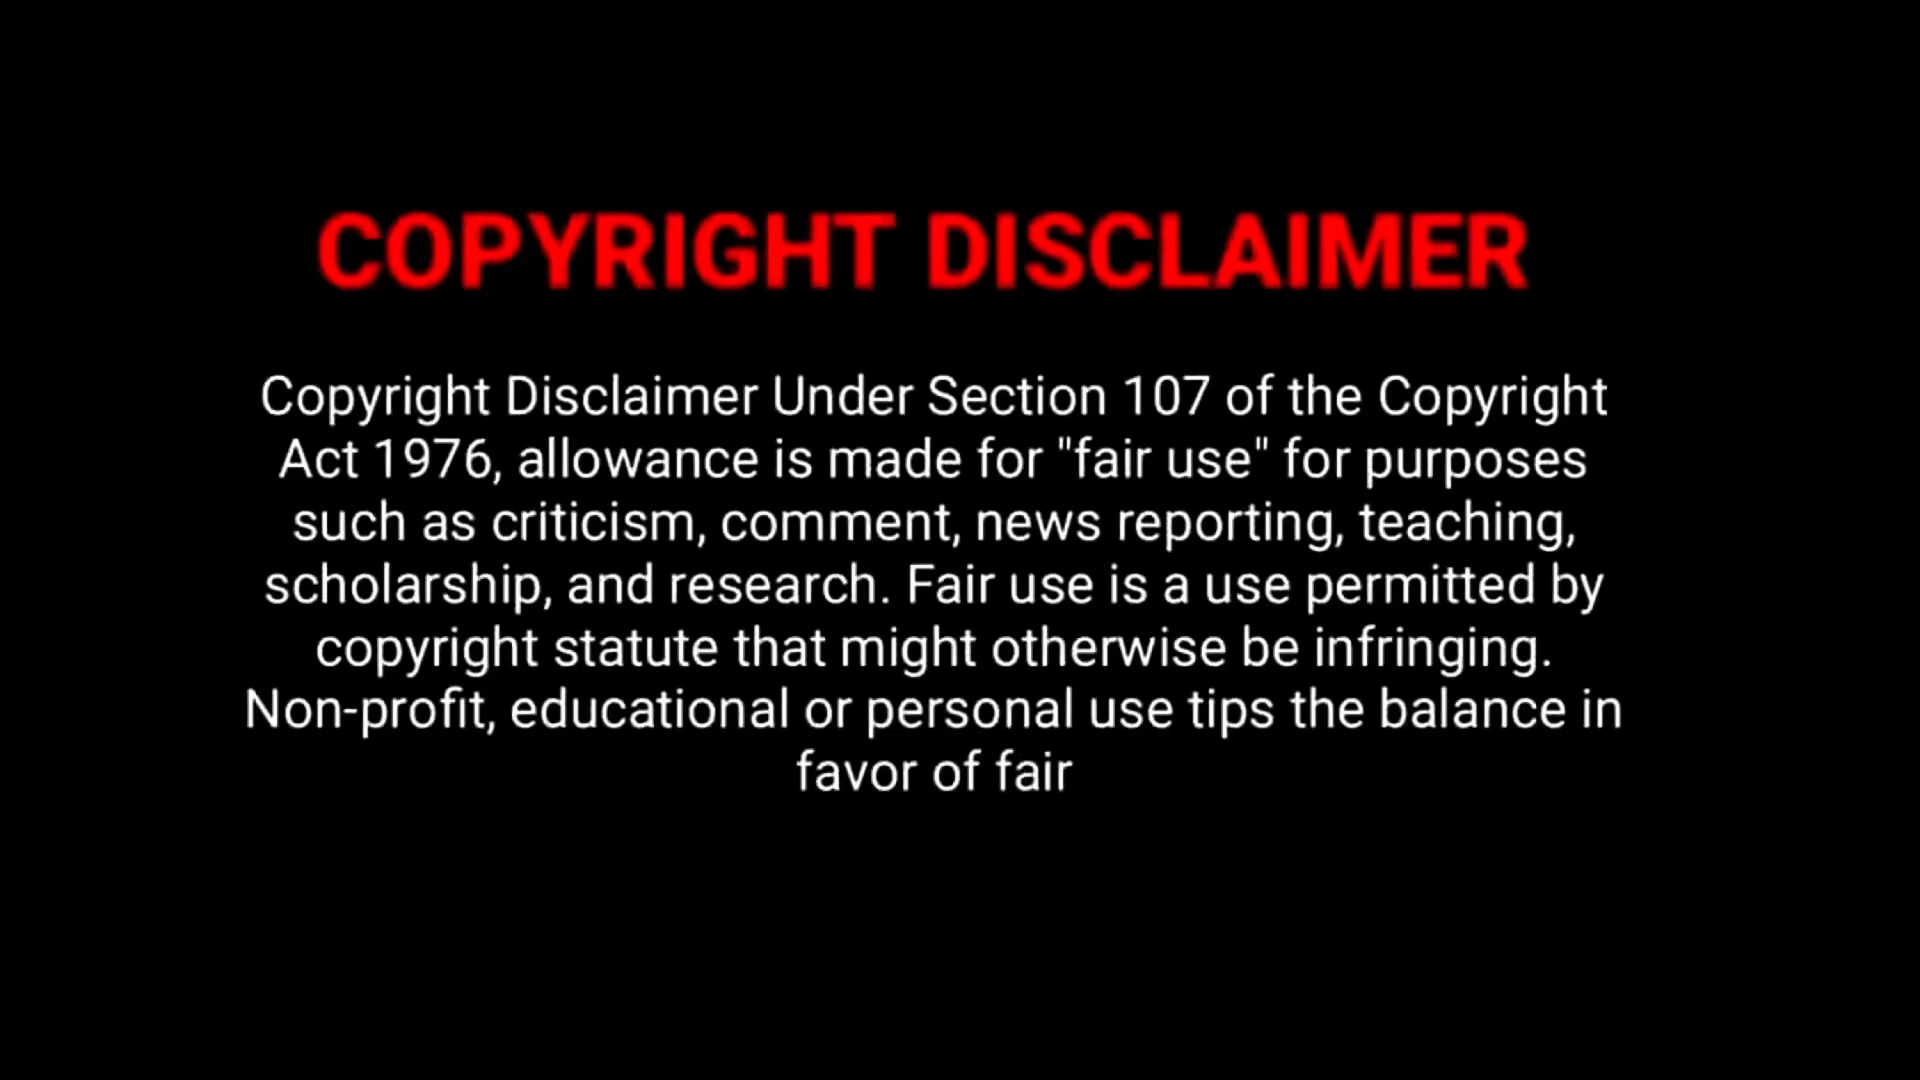 COPYRIGHT DISCLAIMER
Copyright Disclaimer Under Section 107 of the Copyright
Act 1976, allowance is made for "fair use" for purposes
such as criticism, comment, news reporting, teaching,
scholarship, and research. Fair use is a use permitted by
copyright statute that might otherwise be infringing.
Non-profit, educational or personal use tips the balance in
favor of fair